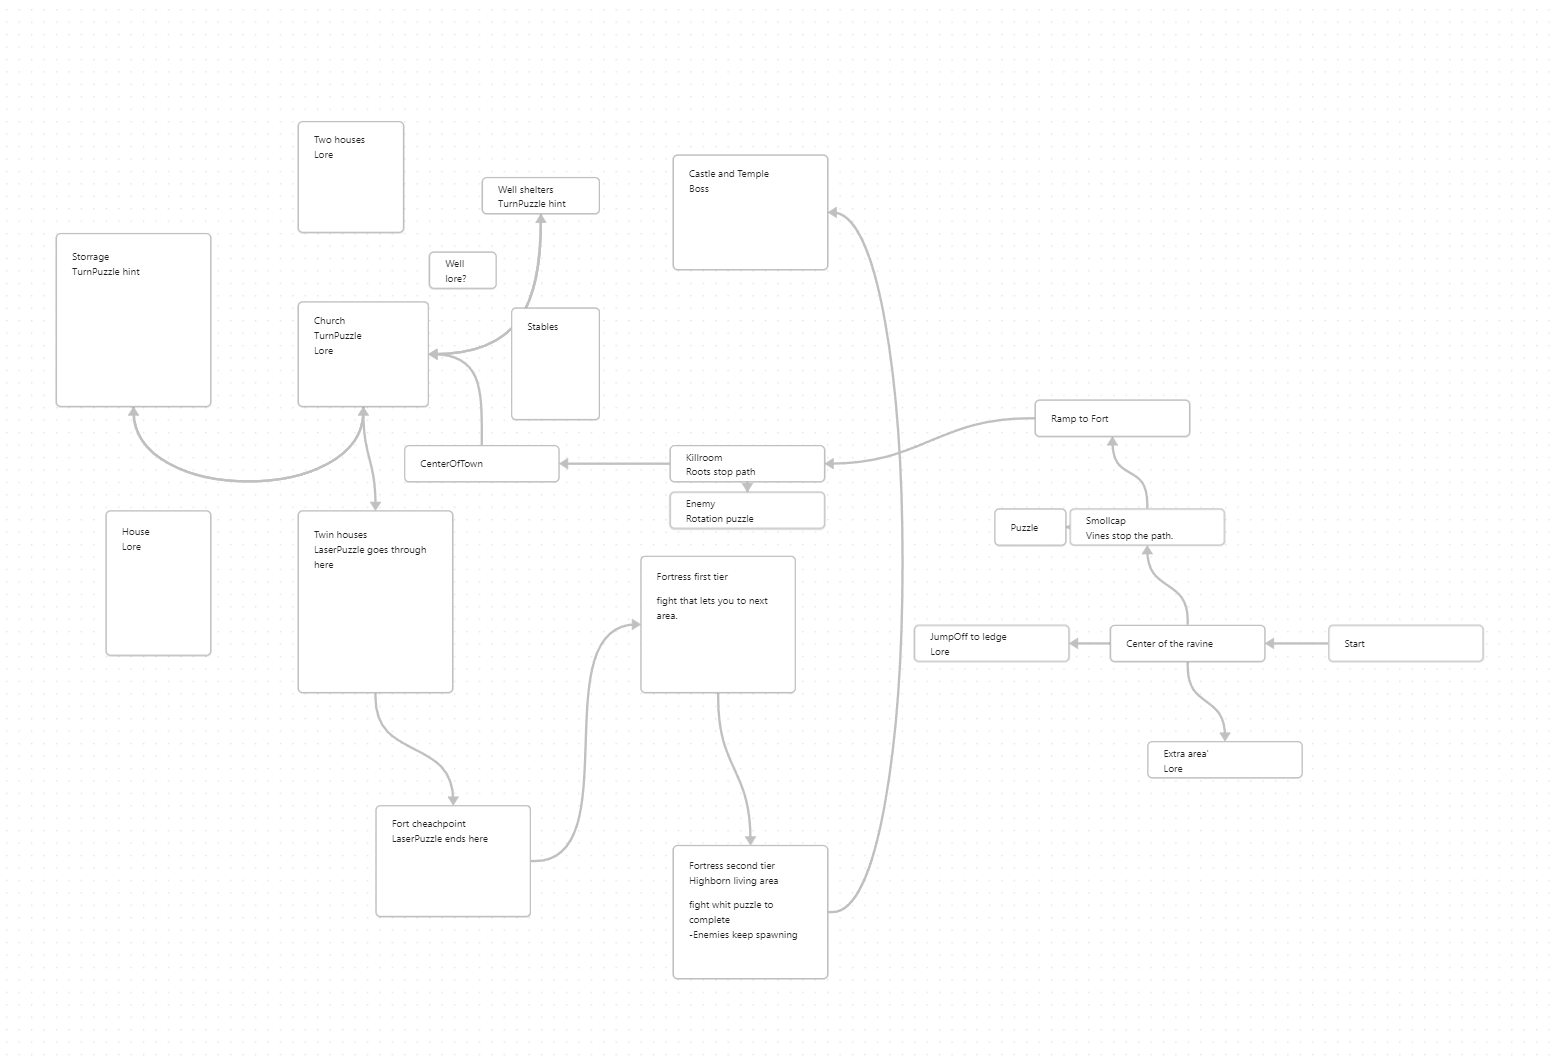 Two houses
Lore
Castle and Temple
Boss
Well shelters
TurnPuzzle hint
Storrage
TurnPuzzle hint
Well
lore?
Church
TurnPuzzle
Lore
Stables
Ramp to Fort
CenterOfTown
Killroom
Roots stop path
Enemy
Rotation puzzle
Puzzle
Smollcap
Vines stop the path.
House
Lore
Twin houses
LaserPuzzle goes through
here
Fortress first tier
fight that lets you to next
area.
JumpOff to ledge
Lore
Center of the ravine
Start
Extra area'
Lore
Fort cheachpoint
LaserPuzzle ends here
Fortress second tier
Highborn living area
fight whit puzzle to
complete
-Enemies keep spawning